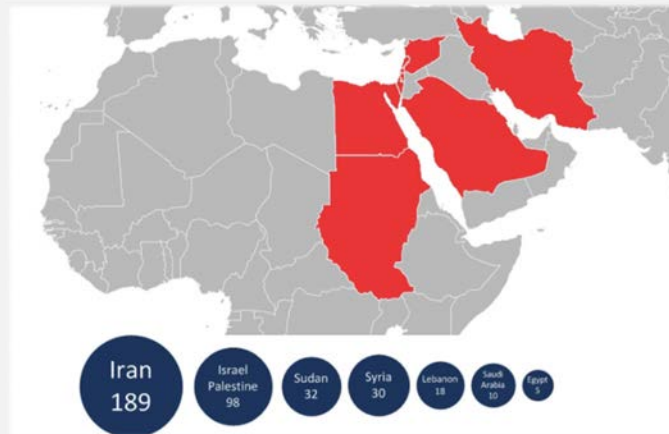 Iran
189
Israel
Palestine
98
Sudan
32
Syria
30
Lebanon
18
Saudi
Arabia
10
Egypt
5